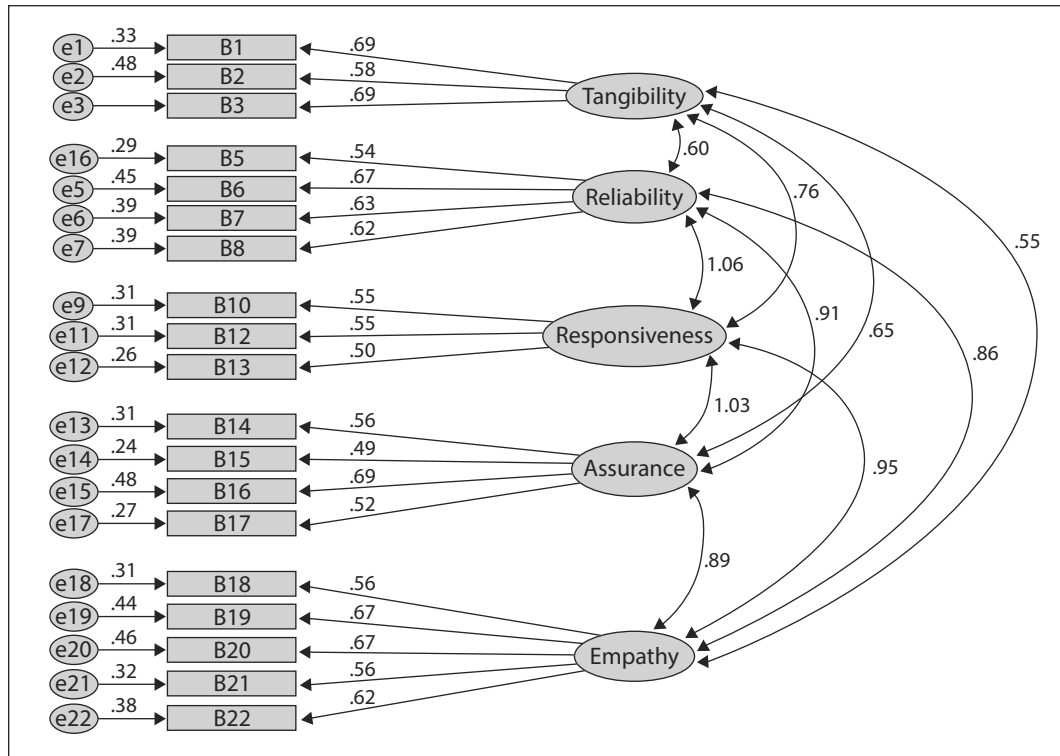 .33
e1 B1 .69
.48
e2 B2 .58
e3 B3 .69
Tangibility
.60
.29
e16 B5 .54
.45
e5 B6 .67
.39
e6 B7 .63
.39
e7 B8 .62
Reliability
.76
.55
1.06
.31
e9 B10 .55
.31
e11 B12 .55
.26
e12 B13 .50
Responsiveness
.91
.65
.86
1.03
.31
e13 B14 .56
.24
e14 B15 .49
.48
e15 B16 .69
.27
e17 B17 .52
Assurance
.95
.89
.31
e18 B18 .56
.44
e19 B19 .67
.46
e20 B20 .67
.32
e21 B21 .56
.38
e22 B22 .62
Empathy